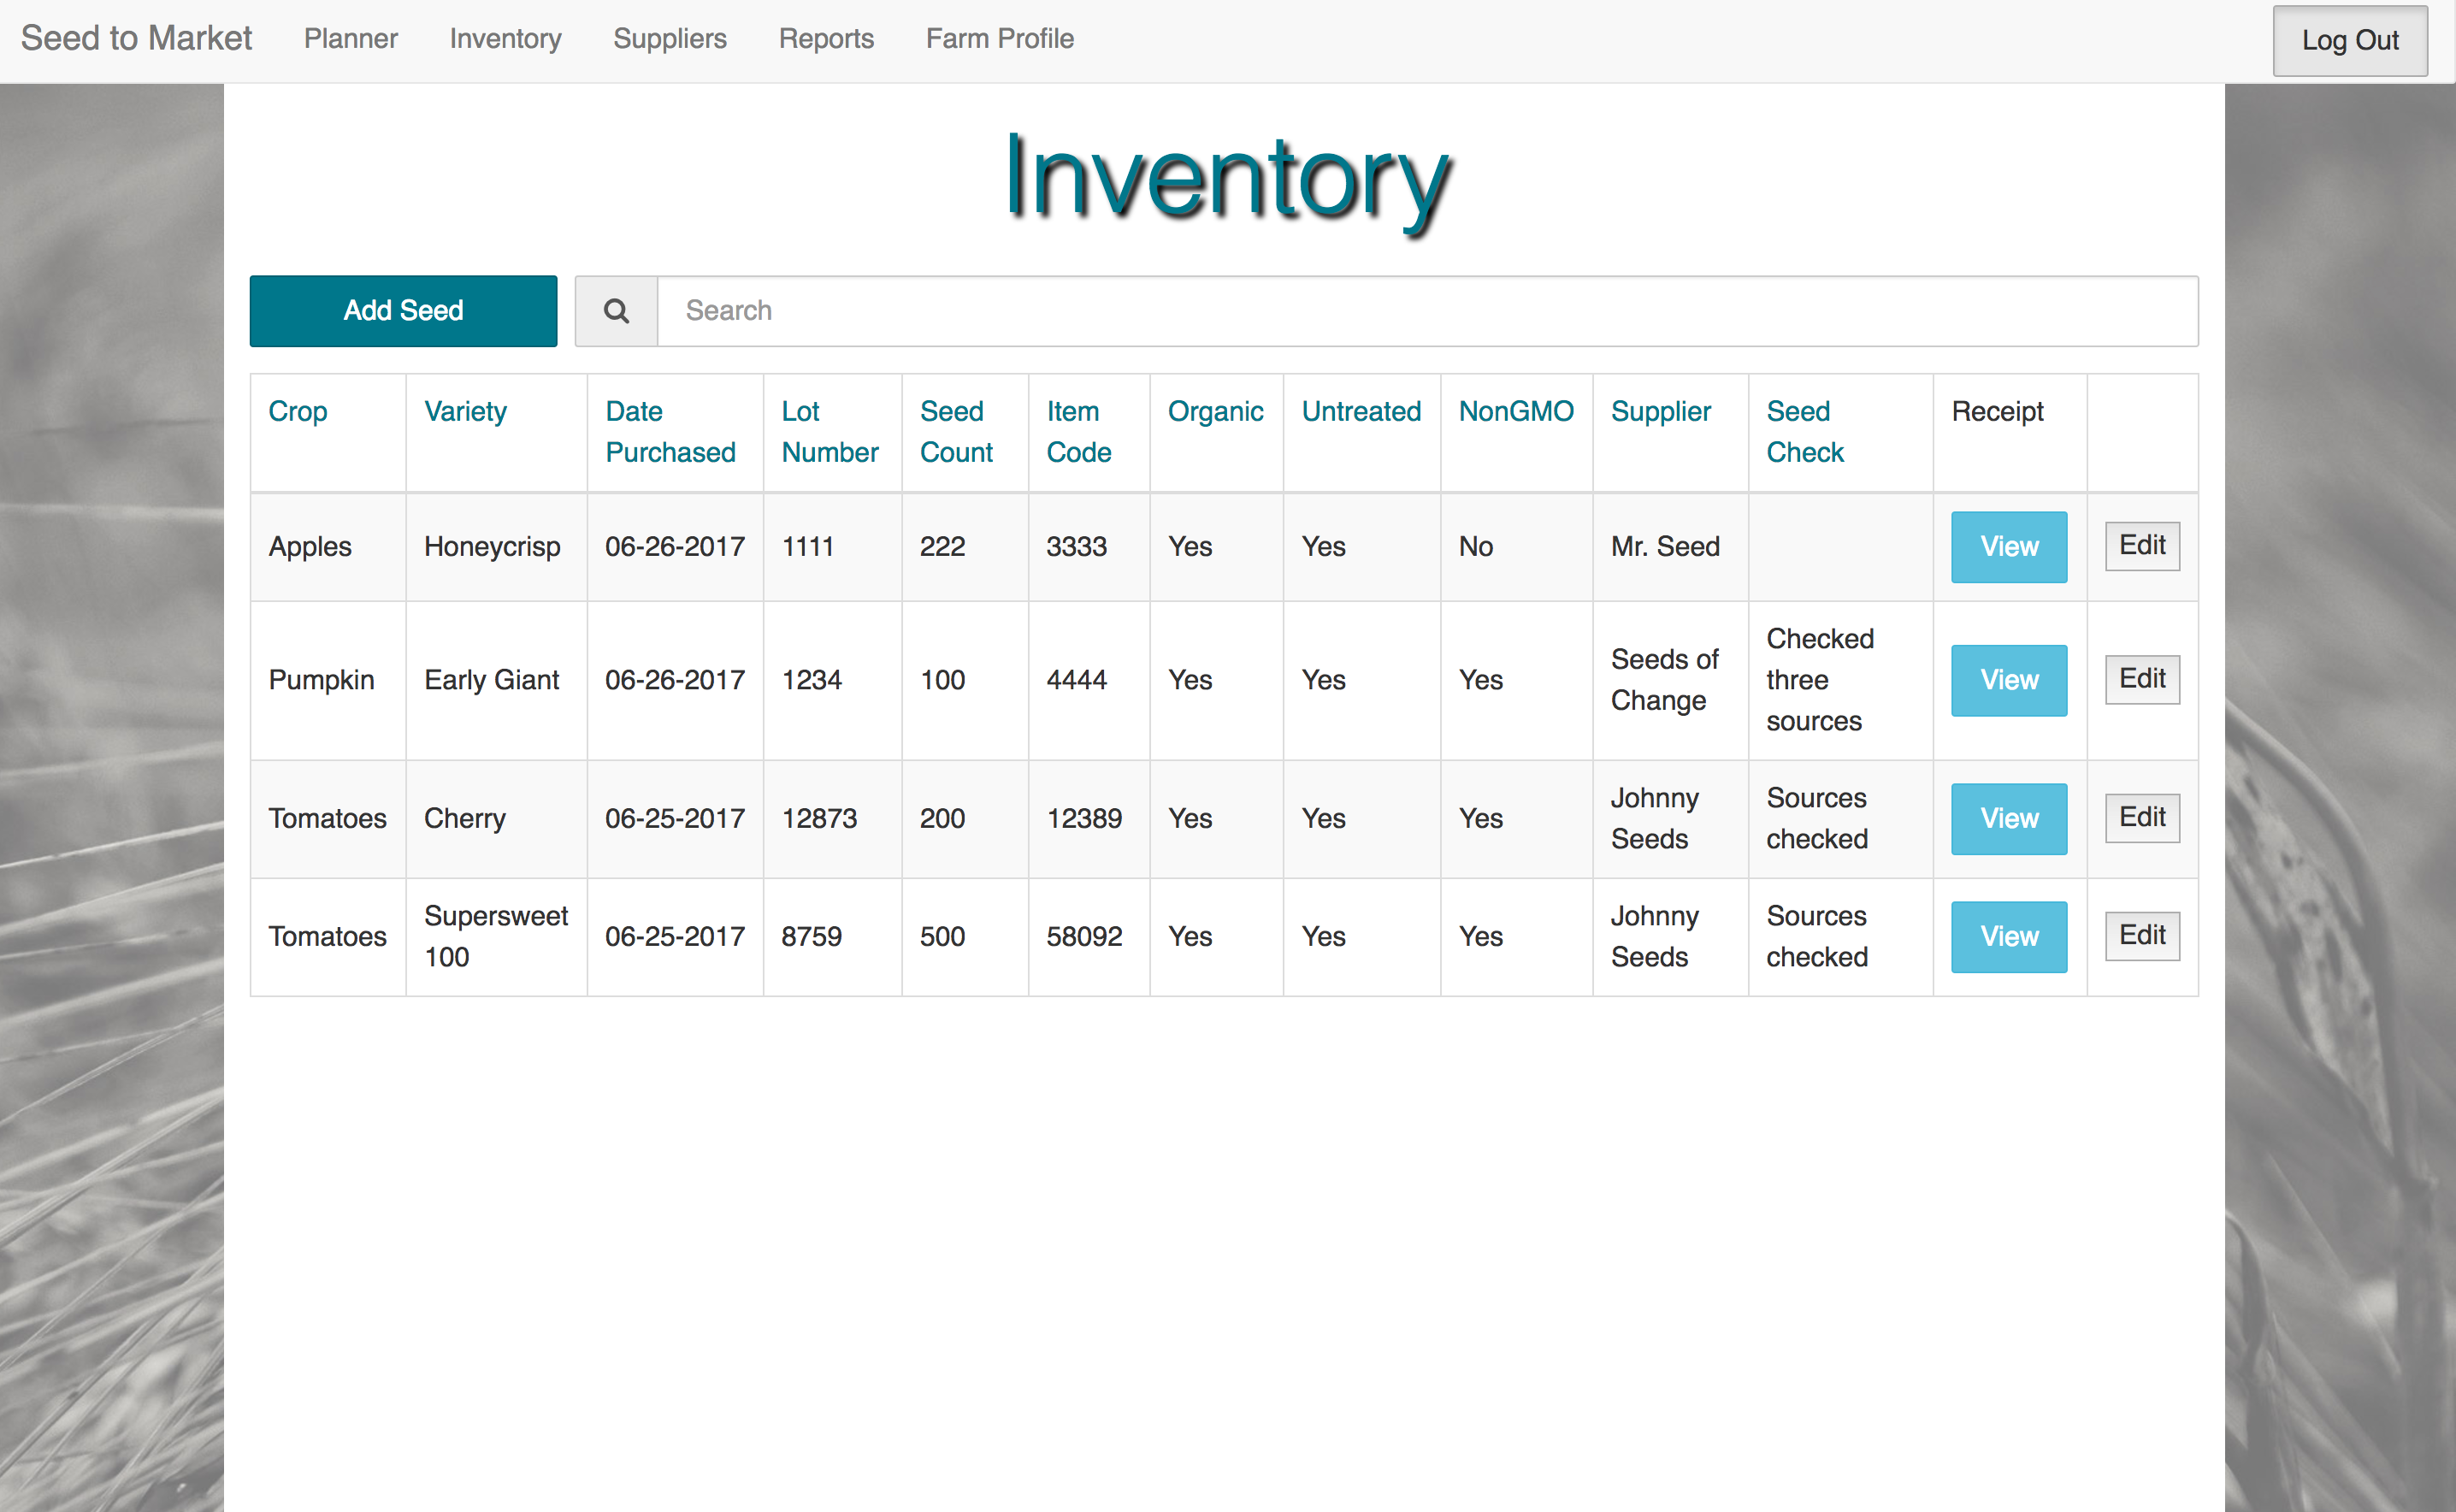 Seed to Market Planner Inventory Suppliers Reports Farm Profile Log Out
Inventory
Add Seed Search
Crop Variety Date Purchased Lot Number Seed Count Item Code Organic Untreated NonGMO Supplier Seed Check Receipt
Apples Honeycrisp 06-26-2017 1111 222 3333 Yes Yes No Mr. Seed View Edit
Pumpkin Early Giant 06-26-2017 1234 100 4444 Yes Yes Yes Seeds of Change Checked three sources View Edit
Tomatoes Cherry 06-25-2017 12873 200 12389 Yes Yes Yes Johnny Seeds Sources checked View Edit
Tomatoes Supersweet 100 06-25-2017 8759 500 58092 Yes Yes Yes Johnny Seeds Sources checked View Edit